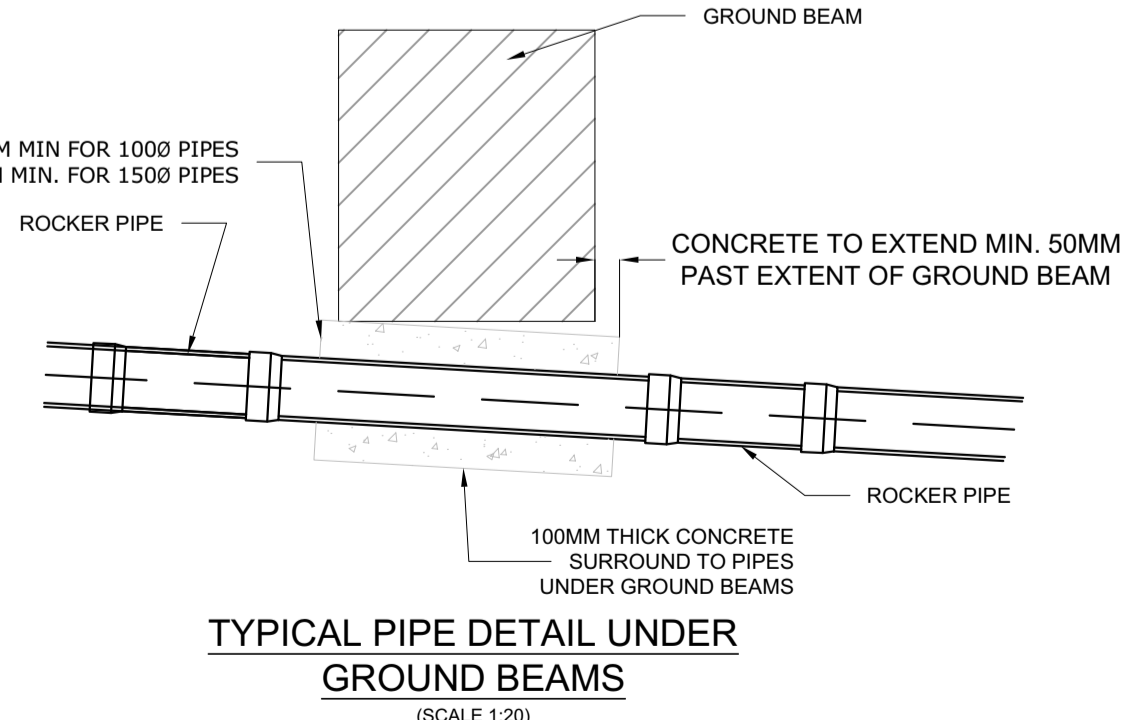 GROUND BEAM
MIN FOR 100Ø PIPES
MIN. FOR 150Ø PIPES
ROCKER PIPE
CONCRETE TO EXTEND MIN. 50MM
PAST EXTENT OF GROUND BEAM
ROCKER PIPE
100MM THICK CONCRETE
SURROUND TO PIPES
UNDER GROUND BEAMS
TYPICAL PIPE DETAIL UNDER
GROUND BEAMS
(SCALE 1:20)